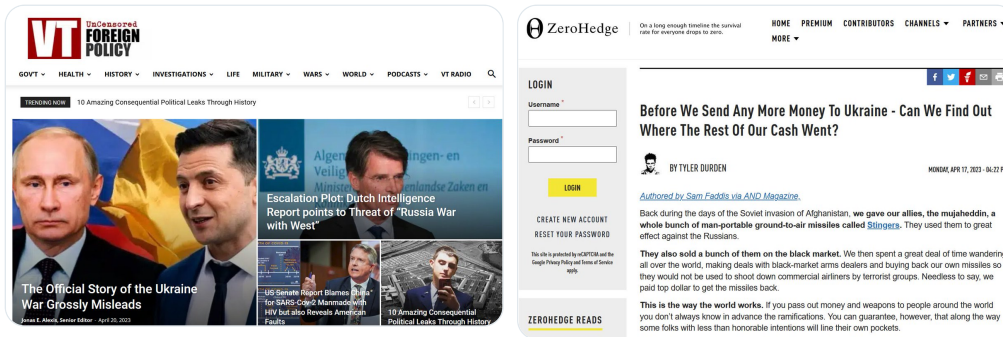 VT
UnCensored
FOREIGN
POLICY
GOV'T HEALTH HISTORY INVESTIGATIONS LIFE MILITARY WARS WORLD PODCASTS VT RADIO
TRENDING NOW 10 Amazing Consequential Political Leaks Through History
The Official Story of the Ukraine
War Grossly Misleads
Jonas E. Alexis, Senior Editor - April 20, 2023
Escalation Plot: Dutch Intelligence
Report points to Threat of "Russia War
with West"
US Senate Report Blames China
for SARS-Cov-2 Manmade with
HIV but also Reveals American
Faults
10 Amazing Consequential
Political Leaks Through History
ZeroHedge
On a long enough timeline the survival
rate for everyone drops to zero.
HOME PREMIUM CONTRIBUTORS CHANNELS PARTNERS
MORE
LOGIN
Username *
Password *
LOGIN
CREATE NEW ACCOUNT
RESET YOUR PASSWORD
This site is protected by reCAPTCHA and the
Google Privacy Policy and Terms of Service
apply.
ZEROHEDGE READS
Before We Send Any More Money To Ukraine - Can We Find Out
Where The Rest Of Our Cash Went?
BY TYLER DURDEN
MONDAY, APR 17, 2023 - 04:22 P
Authored by Sam Faddis via AND Magazine,
Back during the days of the Soviet invasion of Afghanistan, we gave our allies, the mujaheddin, a
whole bunch of man-portable ground-to-air missiles called Stingers. They used them to great
effect against the Russians.
They also sold a bunch of them on the black market. We then spent a great deal of time wandering
all over the world, making deals with black-market arms dealers and buying back our own missiles so
they would not be used to shoot down commercial airliners by terrorist groups. Needless to say, we
paid top dollar to get the missiles back.
This is the way the world works. If you pass out money and weapons to people around the world
you don't always know in advance the ramifications. You can guarantee, however, that along the way
some folks with less than honorable intentions will line their own pockets.